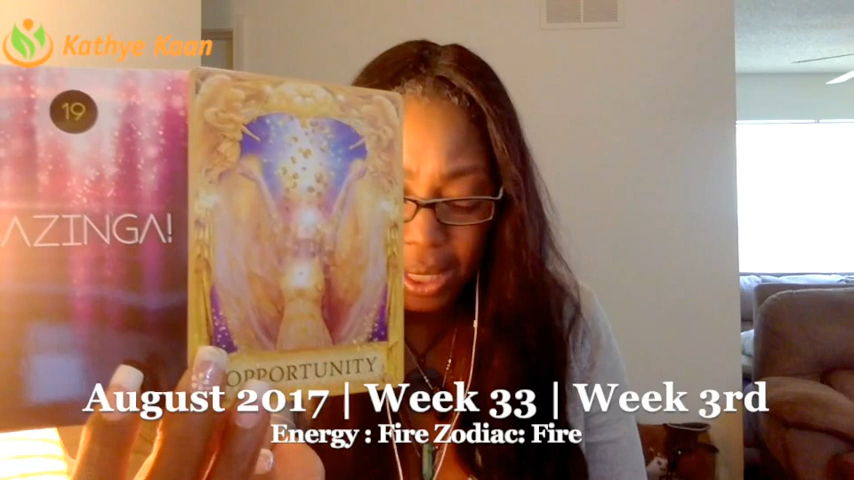 Kathye Kaan
19
AZINGA!
OPPORTUNITY
August 2017 | Week 33 | Week 3rd
Energy : Fire Zodiac: Fire